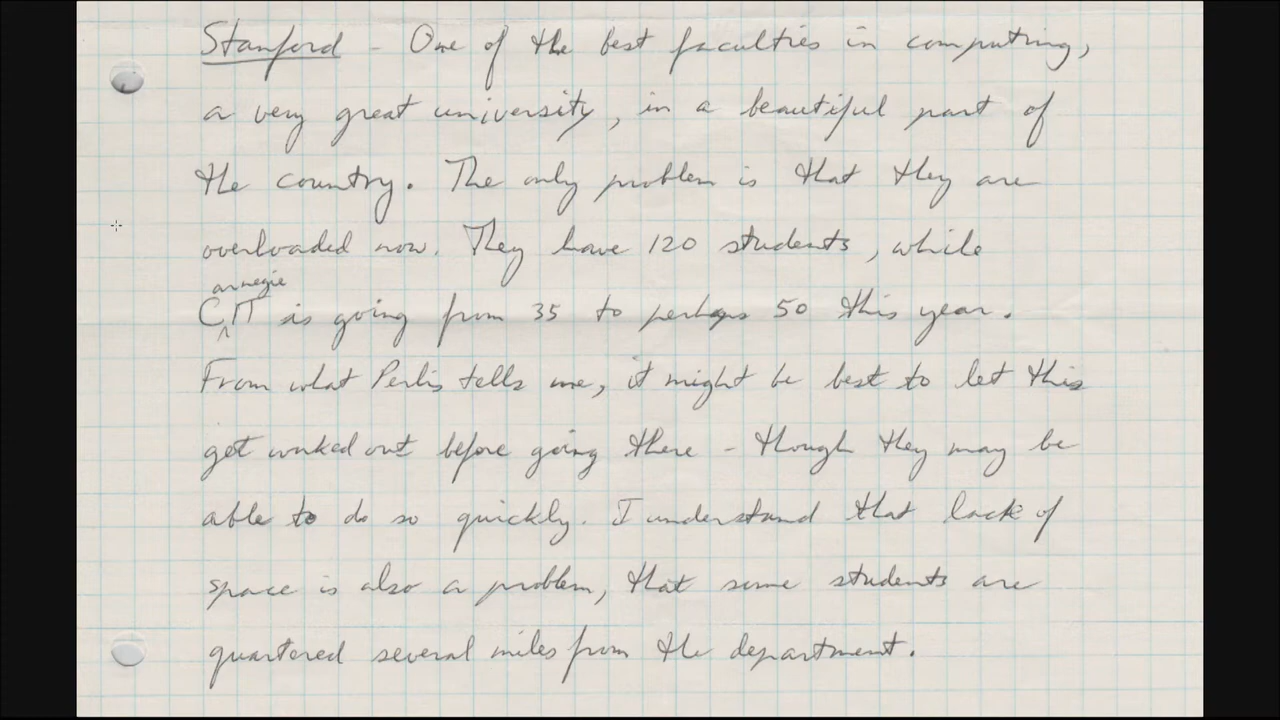 Stanford - One of the best faculties in computing,
a very great university, in a beautiful part of
the country. The only problem is that they are
overloaded now. They have 120 students, while
CarnegieIT is going from 35 to perhaps 50 this year.
From what Perlis tells me, it might be best to let this
get worked out before going there - though they may be
able to do so quickly. I understand that lack of
space is also a problem, that some students are
quartered several miles from the department.